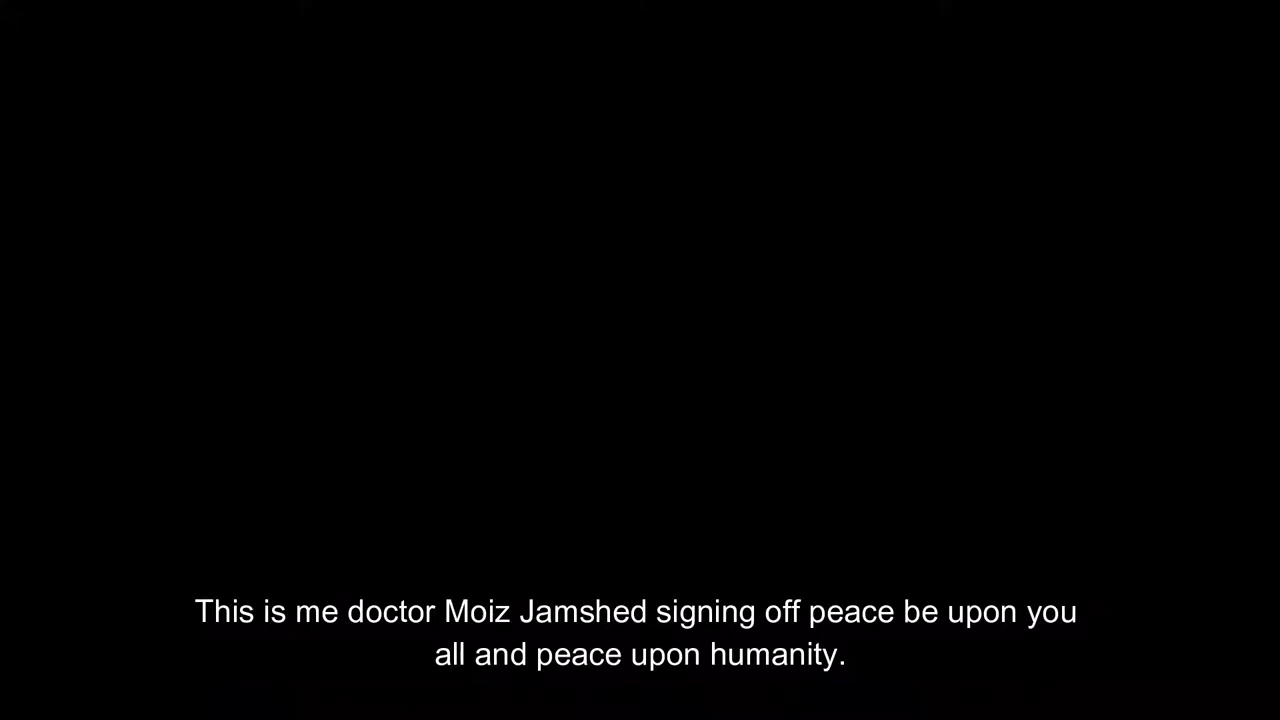 This is me doctor Moiz Jamshed signing off peace be upon you
all and peace upon humanity.